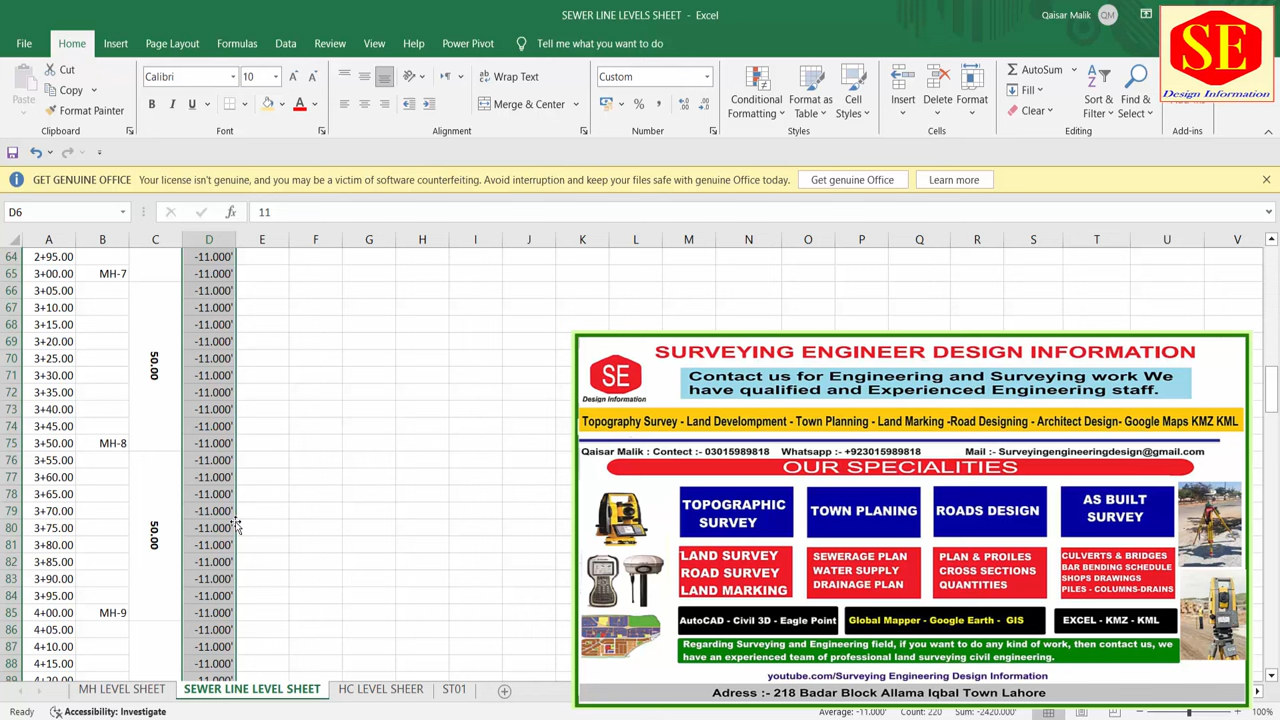 SEWER LINE LEVELS SHEET - Excel
Qaisar Malik QM
SE
Design Information
File Home Insert Page Layout Formulas Data Review View Help Power Pivot Tell me what you want to do
Cut
Copy
Format Painter
Paste
Clipboard
Calibri 10
B I U
Font
Wrap Text
Merge & Center
Alignment
Custom
Number
Conditional Formatting
Format as Table
Cell Styles
Styles
Insert Delete Format
Cells
AutoSum
Fill
Clear
Sort & Filter
Find & Select
Editing
Add-ins
GET GENUINE OFFICE Your license isn't genuine, and you may be a victim of software counterfeiting. Avoid interruption and keep your files safe with genuine Office today. Get genuine Office Learn more
D6 fx 11
A B C D E F G H I J K L M N O P Q R S T U V
64 2+95.00 -11.000'
65 3+00.00 MH-7 -11.000'
66 3+05.00 -11.000'
67 3+10.00 -11.000'
68 3+15.00 -11.000'
69 3+20.00 -11.000'
70 3+25.00 50.00 -11.000'
71 3+30.00 -11.000'
72 3+35.00 -11.000'
73 3+40.00 -11.000'
74 3+45.00 -11.000'
75 3+50.00 MH-8 -11.000'
76 3+55.00 -11.000'
77 3+60.00 -11.000'
78 3+65.00 -11.000'
79 3+70.00 -11.000'
80 3+75.00 50.00 -11.000'
81 3+80.00 -11.000'
82 3+85.00 -11.000'
83 3+90.00 -11.000'
84 3+95.00 -11.000'
85 4+00.00 MH-9 -11.000'
86 4+05.00 -11.000'
87 4+10.00 -11.000'
88 4+15.00 -11.000'
SURVEYING ENGINEER DESIGN INFORMATION
SE
Design Information
Contact us for Engineering and Surveying work We
have qualified and Experienced Engineering staff.
Topography Survey - Land Develompment - Town Planning - Land Marking -Road Designing - Architect Design- Google Maps KMZ KML
Qaisar Malik : Contect :- 03015989818 Whatsapp :- +923015989818 Mail :- Surveyingengineeringdesign@gmail.com
OUR SPECIALITIES
TOPOGRAPHIC SURVEY
TOWN PLANING
ROADS DESIGN
AS BUILT SURVEY
LAND SURVEY
ROAD SURVEY
LAND MARKING
SEWERAGE PLAN
WATER SUPPLY
DRAINAGE PLAN
PLAN & PROILES
CROSS SECTIONS
QUANTITIES
CULVERTS & BRIDGES
BAR BENDING SCHEDULE
SHOPS DRAWINGS
PILES - COLUMNS-DRAINS
AutoCAD - Civil 3D - Eagle Point
Global Mapper - Google Earth - GIS
EXCEL - KMZ - KML
Regarding Surveying and Engineering field, if you want to do any kind of work, then contact us, we
have an experienced team of professional land surveying civil engineering.
youtube.com/Surveying Engineering Design Information
Adress :- 218 Badar Block Allama Iqbal Town Lahore
MH LEVEL SHEET SEWER LINE LEVEL SHEET HC LEVEL SHEER ST01
Ready Accessibility: Investigate Average: -11.000' Count: 220 Sum: -2420.000' 100%